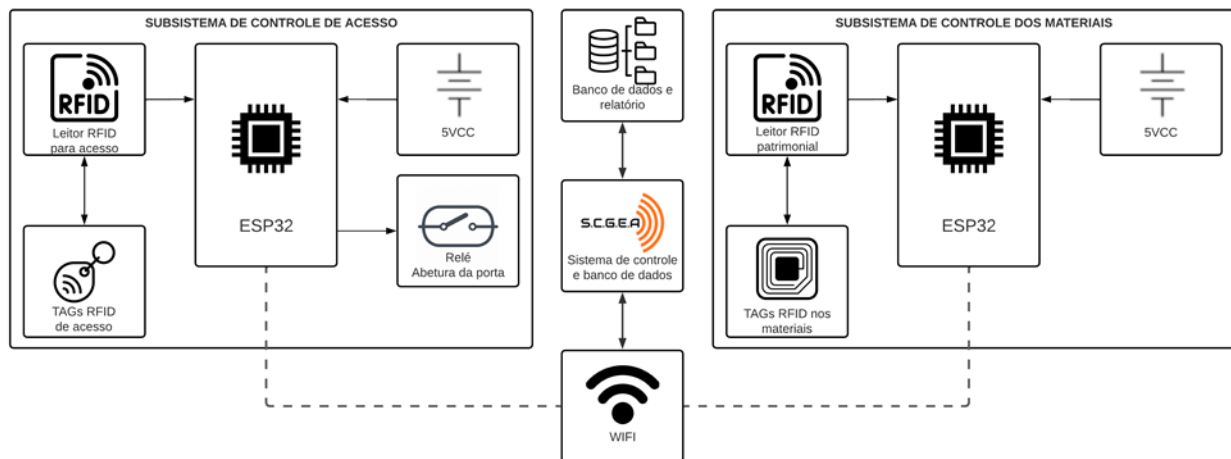 SUBSISTEMA DE CONTROLE DE ACESSO
RFID
Leitor RFID
para acesso
ESP32
5VCC
Relé
Abertura da porta
TAGs RFID
de acesso
Banco de dados e
relatório
S.C.G.E.A
Sistema de controle
e banco de dados
WIFI
SUBSISTEMA DE CONTROLE DOS MATERIAIS
RFID
Leitor RFID
patrimonial
ESP32
5VCC
TAGs RFID nos
materiais